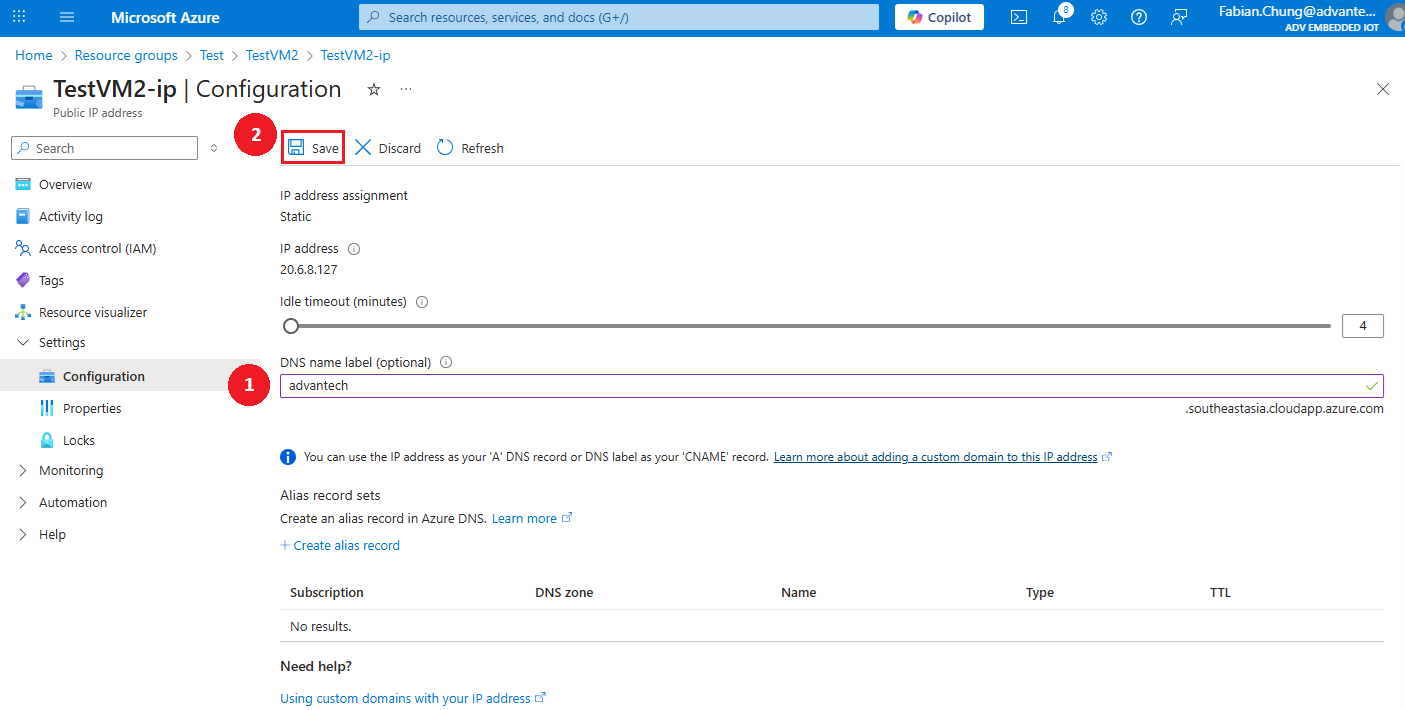 Microsoft Azure
Search resources, services, and docs (G+/)
Copilot
8
Fabian.Chung@advante...
ADV EMBEDDED IOT
Home > Resource groups > Test > TestVM2 > TestVM2-ip
TestVM2-ip | Configuration
Public IP address
Search
2
Save
Discard
Refresh
Overview
Activity log
Access control (IAM)
Tags
Resource visualizer
Settings
Configuration
Properties
Locks
Monitoring
Automation
Help
IP address assignment
Static
IP address
20.6.8.127
Idle timeout (minutes)
4
DNS name label (optional)
1
advantech
.southeastasia.cloudapp.azure.com
You can use the IP address as your 'A' DNS record or DNS label as your 'CNAME' record. Learn more about adding a custom domain to this IP address
Alias record sets
Create an alias record in Azure DNS. Learn more
+ Create alias record
Subscription DNS zone Name Type TTL
No results.
Need help?
Using custom domains with your IP address